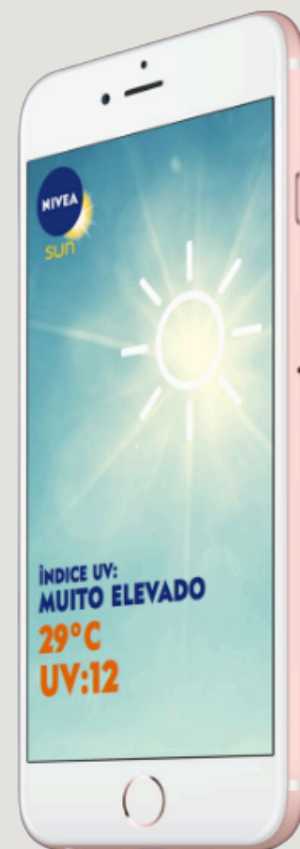 NIVEA
sun
ÍNDICE UV:
MUITO ELEVADO
29°C
UV:12